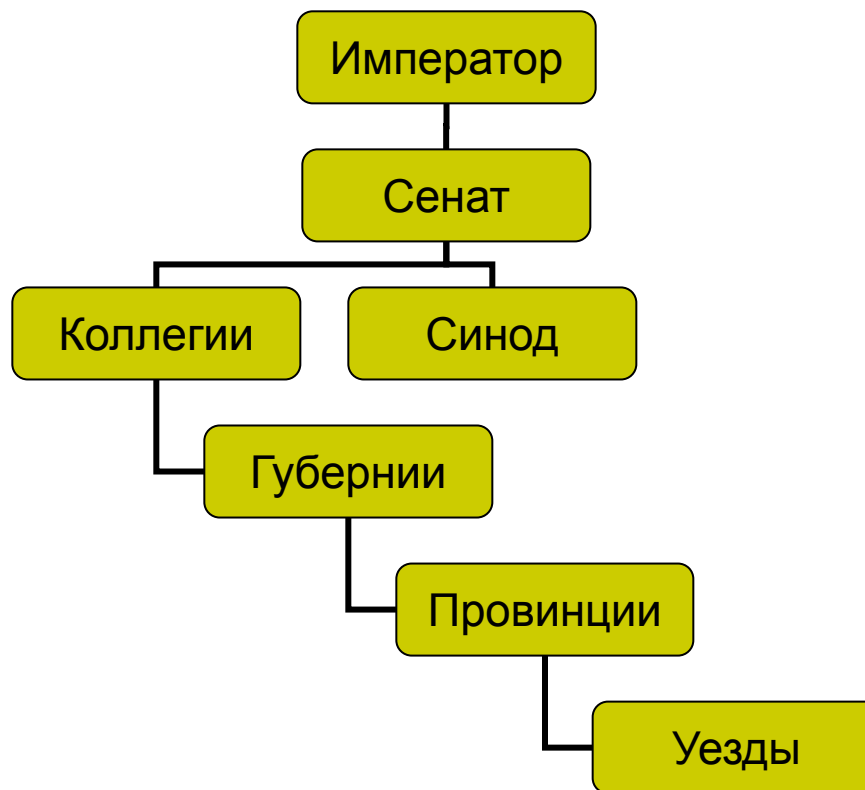 Император
Сенат
Коллегии
Синод
Губернии
Провинции
Уезды